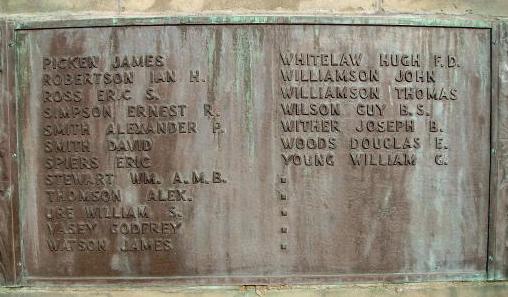 PICKEN JAMES
ROBERTSON IAN H.
ROSS ERIC S.
SIMPSON ERNEST R.
SMITH ALEXANDER P.
SMITH DAVID
SPIERS ERIC
STEWART WM. A.M.B.
THOMSON ALEX.
URE WILLIAM S.
VASEY GODFREY
WATSON JAMES
WHITELAW HUGH F.D.
WILLIAMSON JOHN
WILLIAMSON THOMAS
WILSON GUY B.S.
WITHER JOSEPH B.
WOODS DOUGLAS E.
YOUNG WILLIAM G.